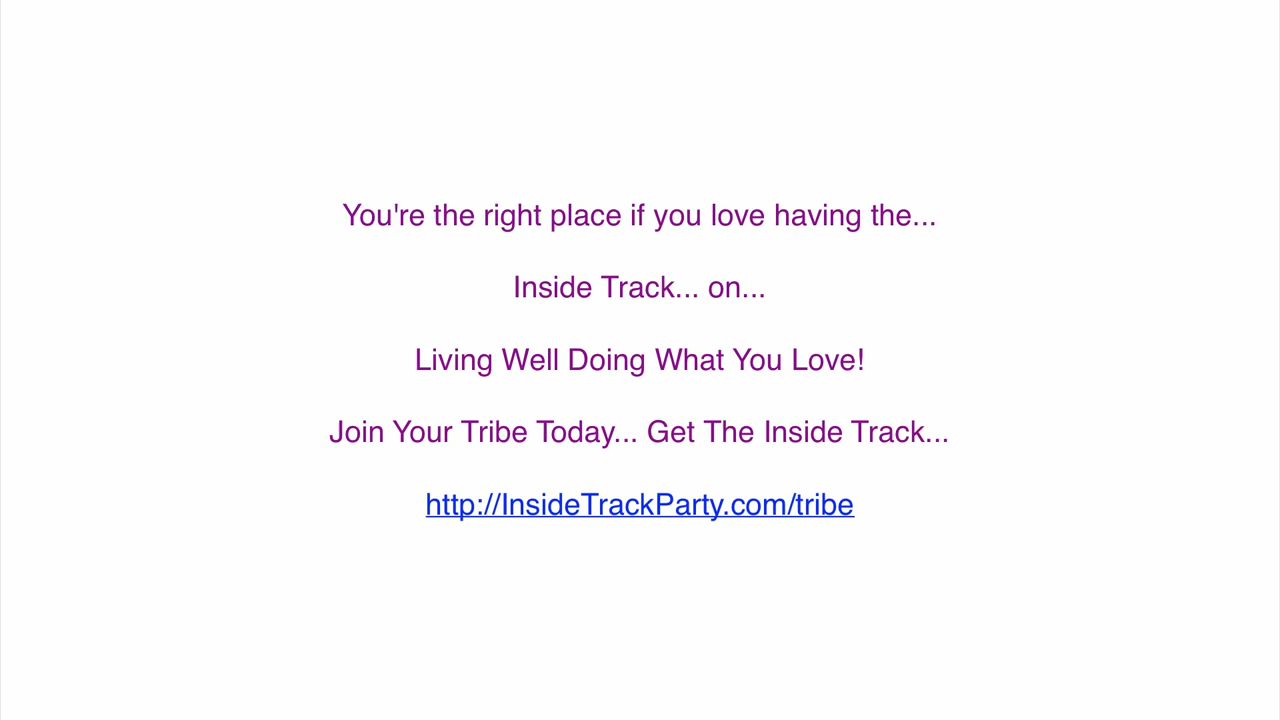 You're the right place if you love having the...
Inside Track... on...
Living Well Doing What You Love!
Join Your Tribe Today... Get The Inside Track...
http://InsideTrackParty.com/tribe